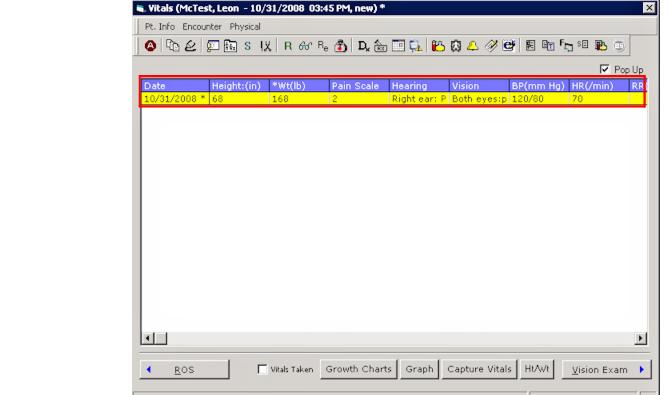 Vitals (McTest, Leon - 10/31/2008 03:45 PM, new) *
Pt. Info Encounter Physical
Pop Up
Date Height:(in) *Wt(lb) Pain Scale Hearing Vision BP(mm Hg) HR(/min) RR
10/31/2008 * 68 168 2 Right ear: P Both eyes:p 120/80 70
ROS Vitals Taken Growth Charts Graph Capture Vitals Ht/Wt Vision Exam